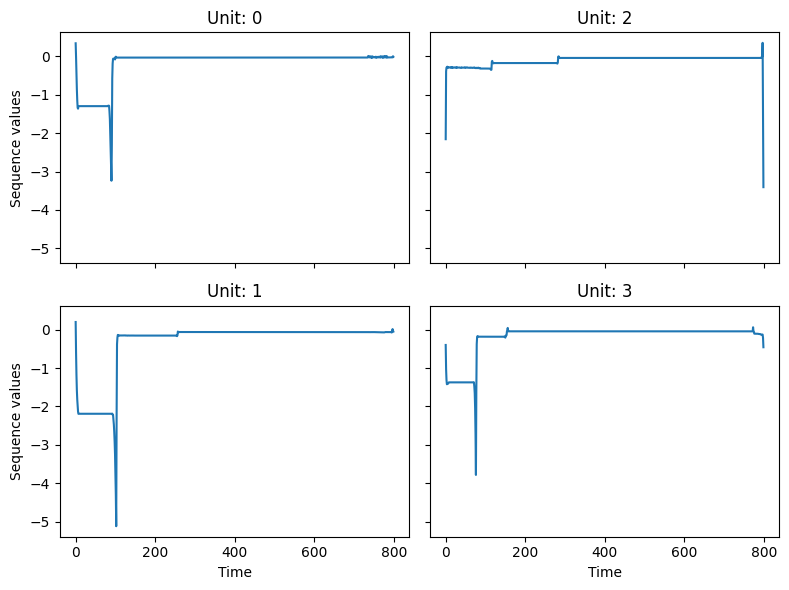 Unit: 0
Unit: 2
Sequence values
0
−1
−2
−3
−4
−5
Unit: 1
Unit: 3
Sequence values
0
−1
−2
−3
−4
−5
0
200
400
600
800
0
200
400
600
800
Time
Time